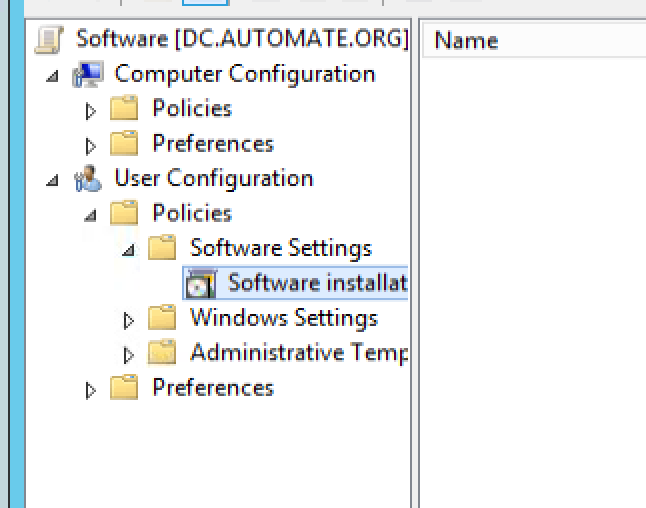 Software [DC.AUTOMATE.ORG]
Name
Computer Configuration
Policies
Preferences
User Configuration
Policies
Software Settings
Software installat
Windows Settings
Administrative Temp
Preferences